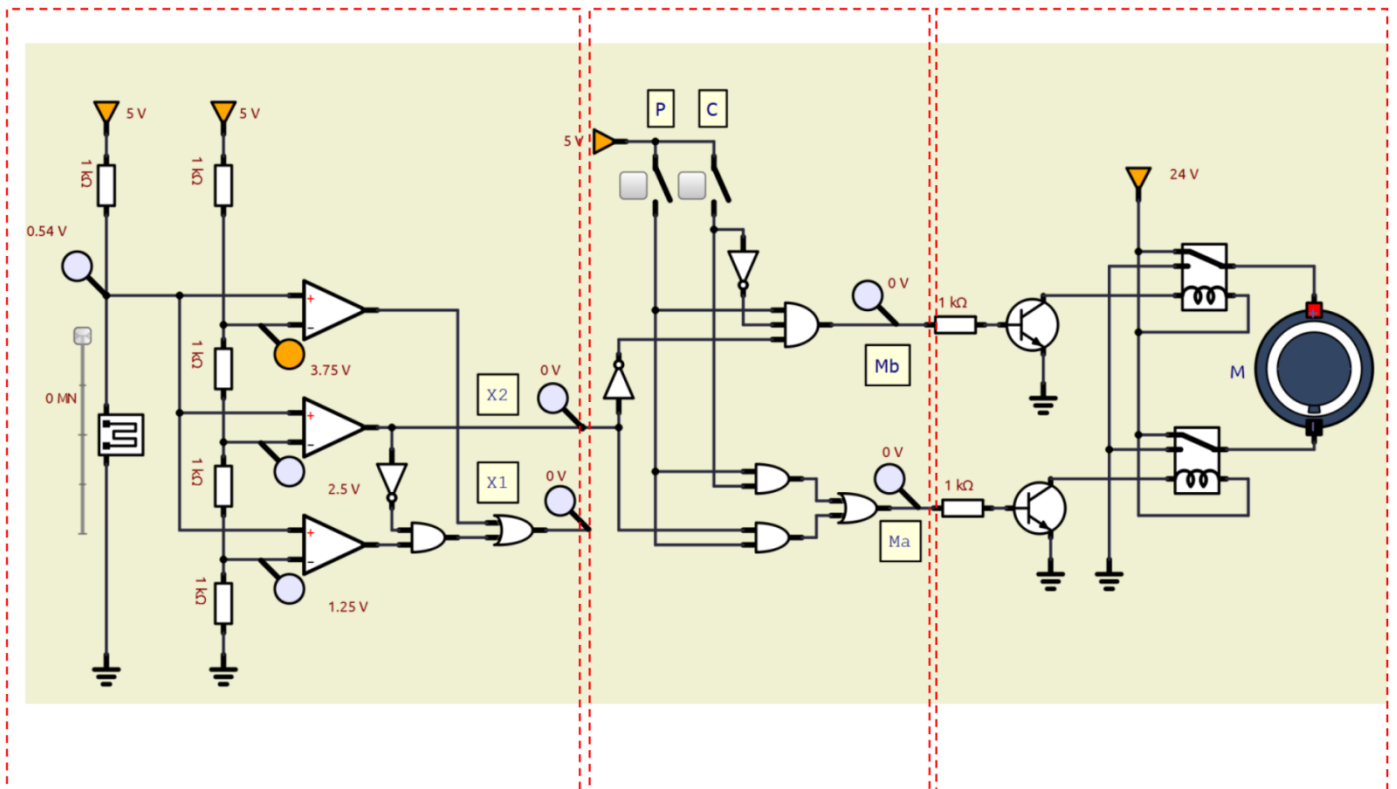 P
C
5 V
5 V
5 V
1 kΩ
1 kΩ
24 V
0.54 V
0 V
1 kΩ
+
−
3.75 V
1 kΩ
Mb
M
0 MN
X2
0 V
+
−
2.5 V
1 kΩ
X1
0 V
0 V
1 kΩ
+
−
Ma
1.25 V
1 kΩ